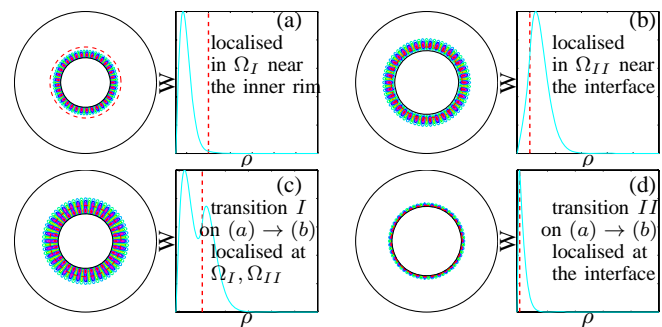 (a)
localised
in Ω_I near
the inner rim
W
ρ
(b)
localised
in Ω_II near
the interface
W
ρ
(c)
transition I
on (a) → (b)
localised at
Ω_I, Ω_II
W
ρ
(d)
transition II
on (a) → (b)
localised at
the interface
W
ρ